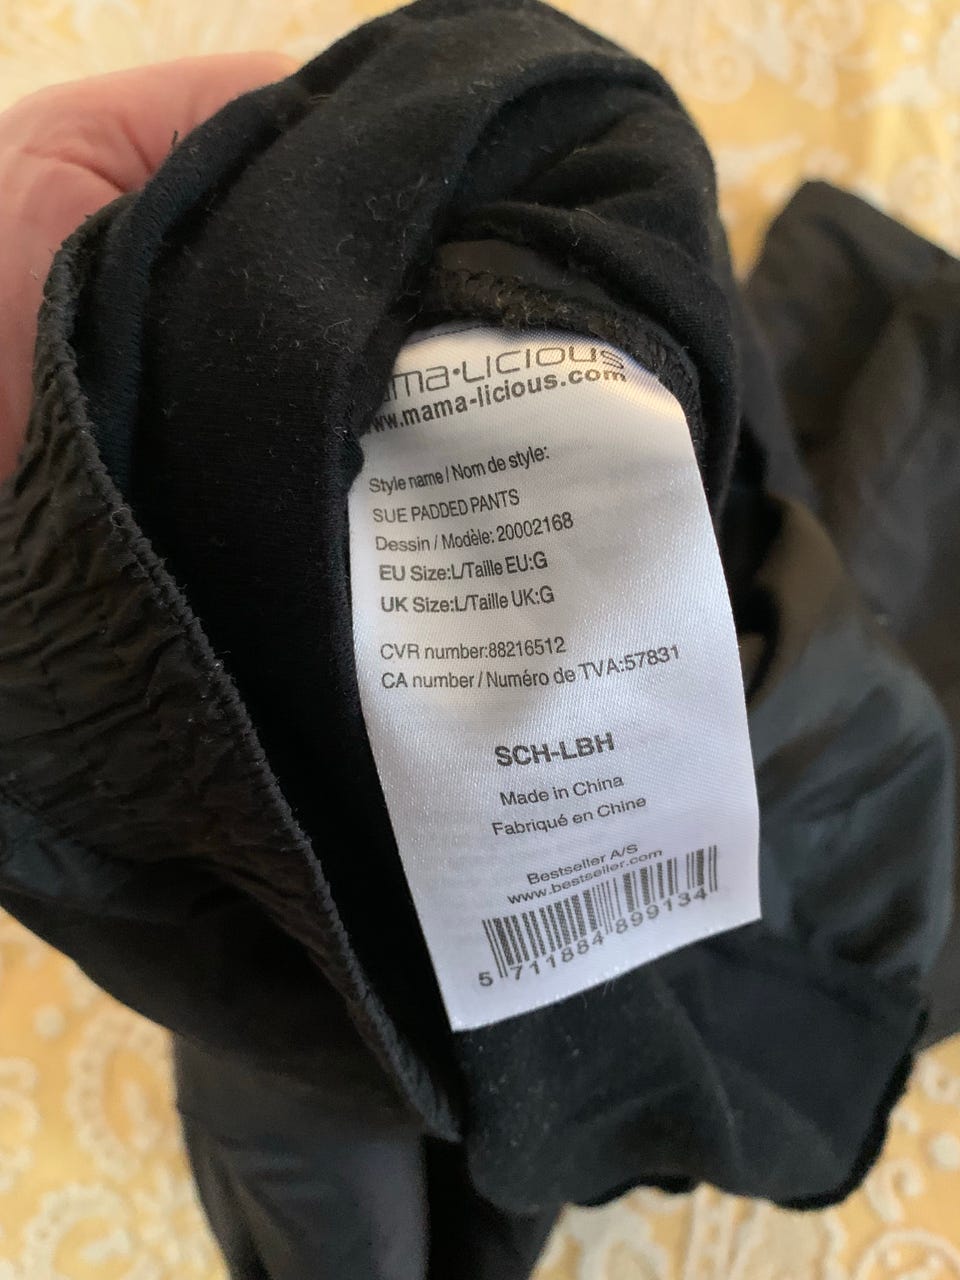 ma•LICIOUS
www.mama-licious.com
Style name / Nom de style:
SUE PADDED PANTS
Dessin / Modèle: 20002168
EU Size:L/Taille EU:G
UK Size:L/Taille UK:G
CVR number:88216512
CA number / Numéro de TVA:57831
SCH-LBH
Made in China
Fabriqué en Chine
Bestseller A/S
www.bestseller.com
5 711884 899134